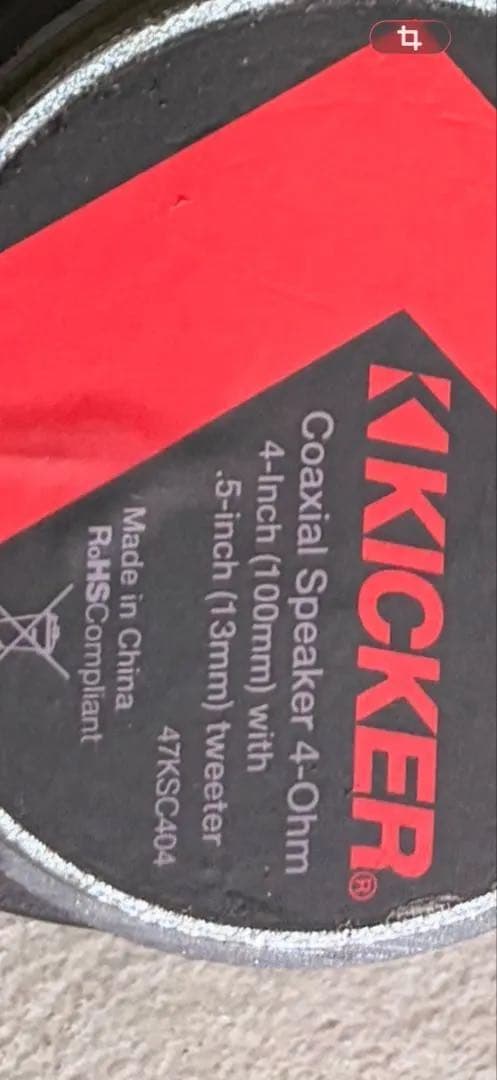 KICKER®
Coaxial Speaker 4-Ohm
4-Inch (100mm) with
.5-inch (13mm) tweeter
47KSC404
Made in China
RoHSCompliant